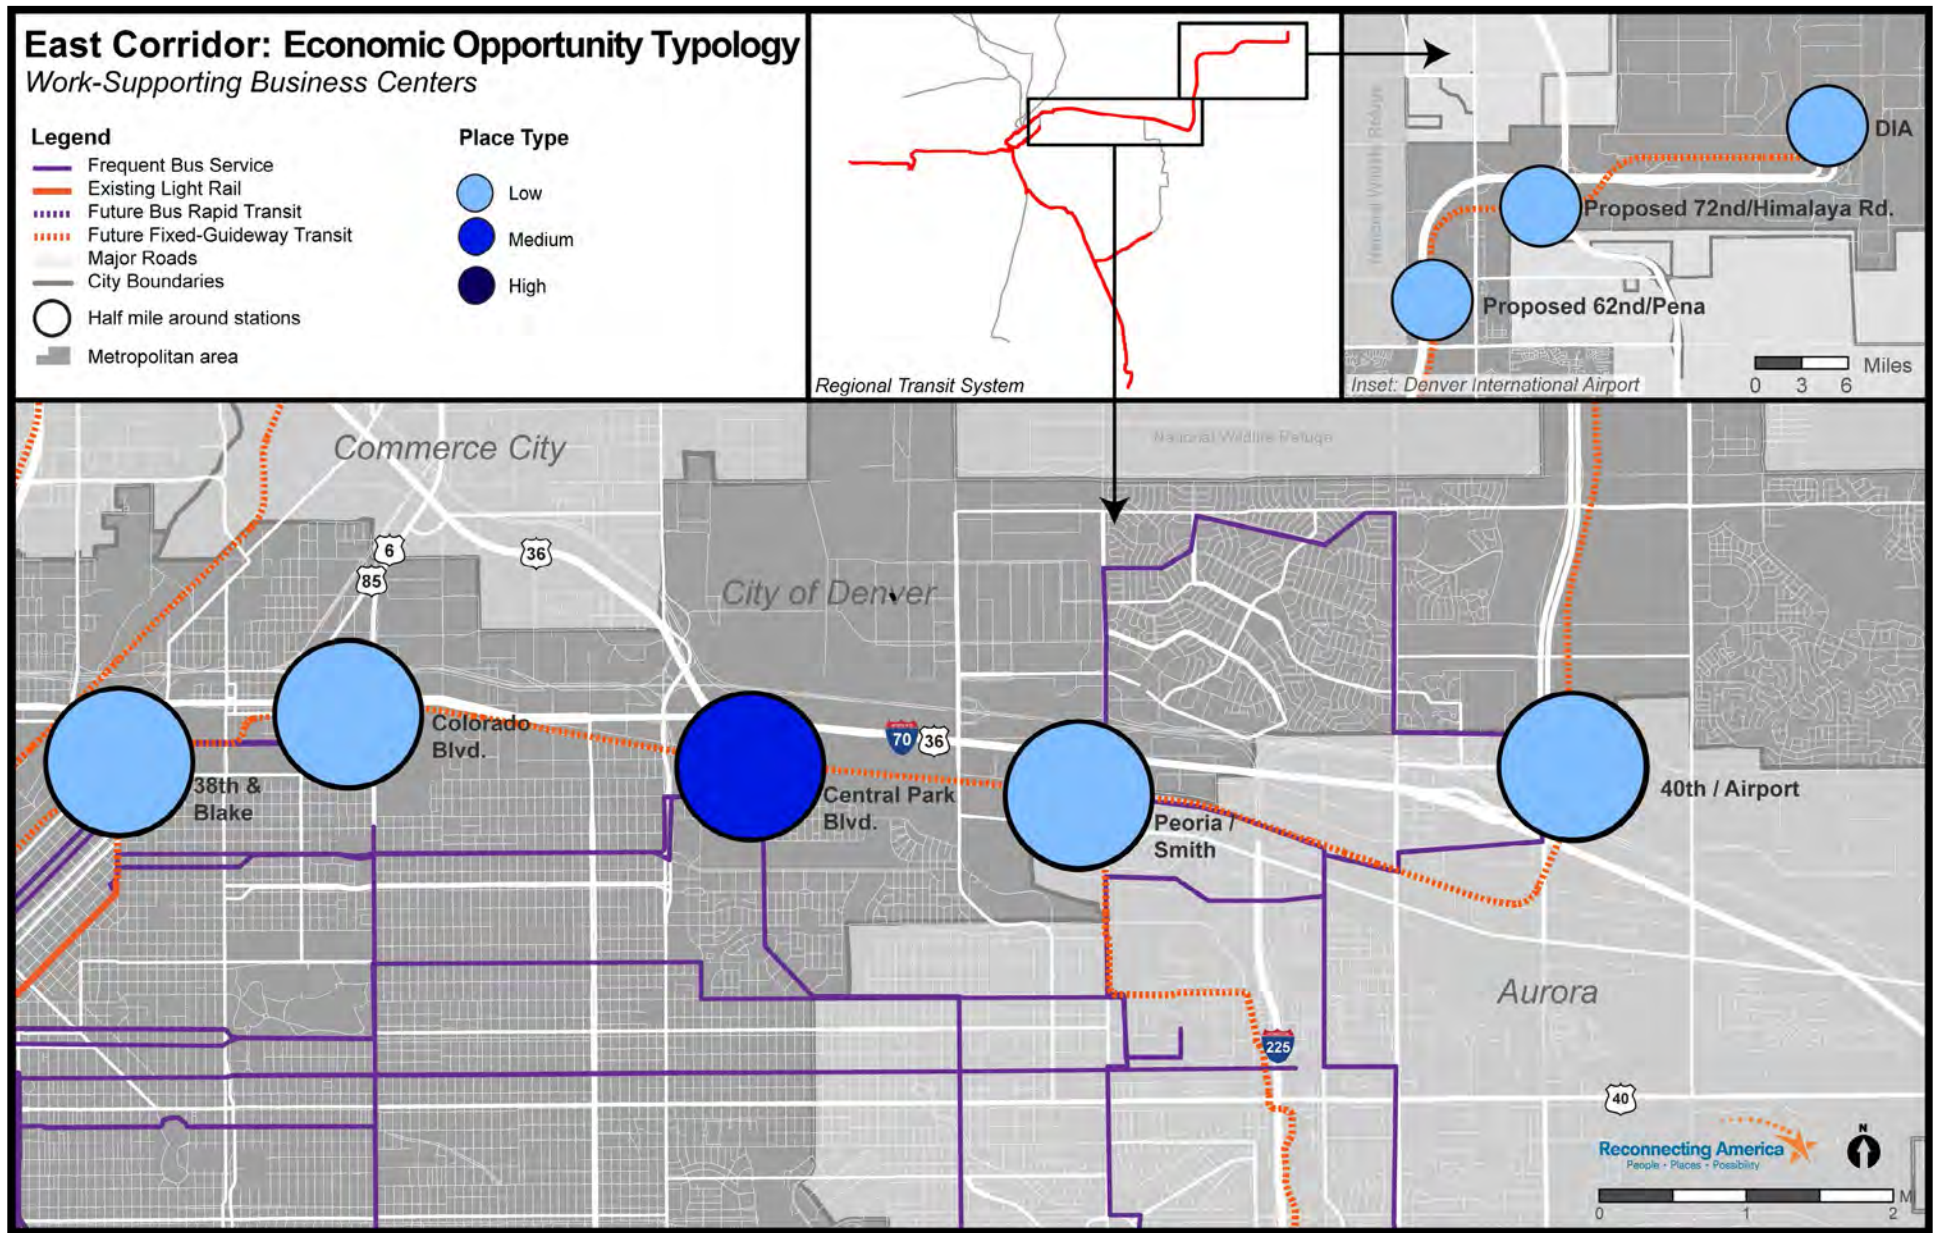 East Corridor: Economic Opportunity Typology
Work-Supporting Business Centers
Legend
Frequent Bus Service
Existing Light Rail
Future Bus Rapid Transit
Future Fixed-Guideway Transit
Major Roads
City Boundaries
Half mile around stations
Metropolitan area
Place Type
Low
Medium
High
Regional Transit System
National Wildlife Refuge
DIA
Proposed 72nd/Himalaya Rd.
Proposed 62nd/Pena
Miles
0 3 6
Inset: Denver International Airport
Commerce City
National Wildlife Refuge
6
36
85
City of Denver
Colorado
Blvd.
70
36
38th &
Blake
Central Park
Blvd.
Peoria /
Smith
40th / Airport
Aurora
225
40
Reconnecting America
People • Places • Possibility
N
M
0 1 2